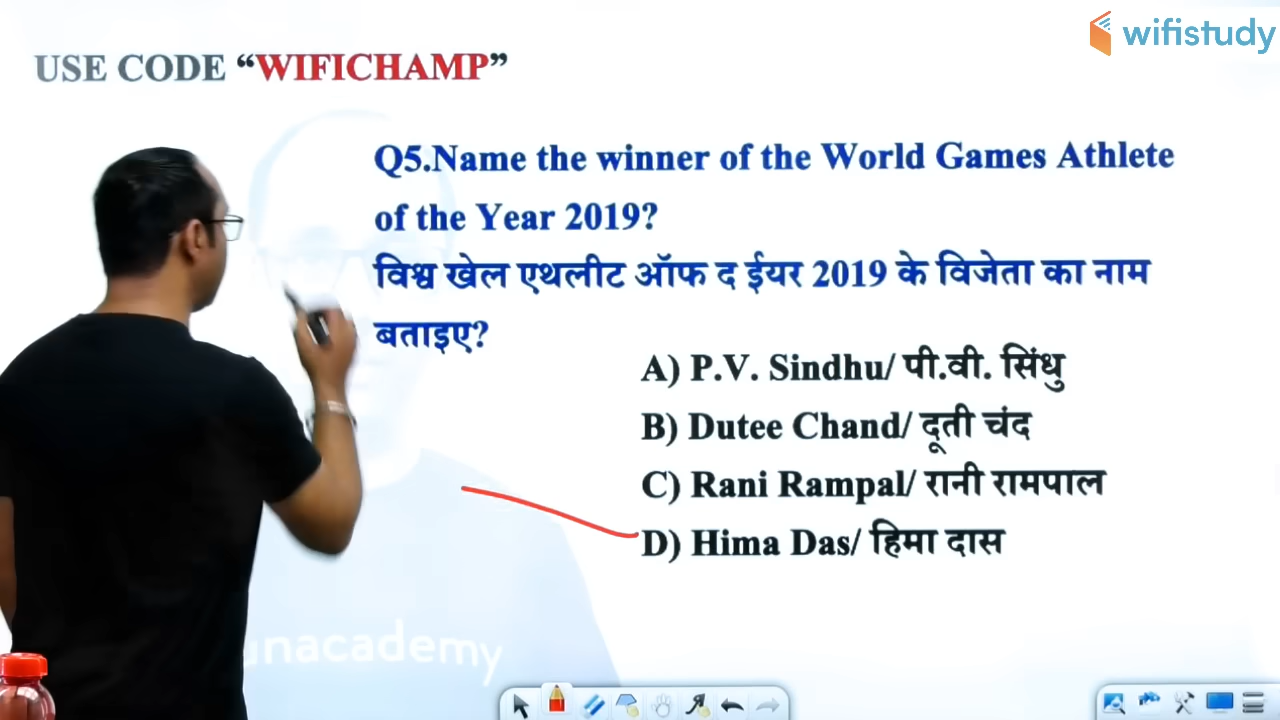 wifistudy
USE CODE “WIFICHAMP”
Q5.Name the winner of the World Games Athlete
of the Year 2019?
विश्व खेल एथलीट ऑफ द ईयर 2019 के विजेता का नाम
बताइए?
A) P.V. Sindhu/ पी.वी. सिंधु
B) Dutee Chand/ दूती चंद
C) Rani Rampal/ रानी रामपाल
D) Hima Das/ हिमा दास
unacademy